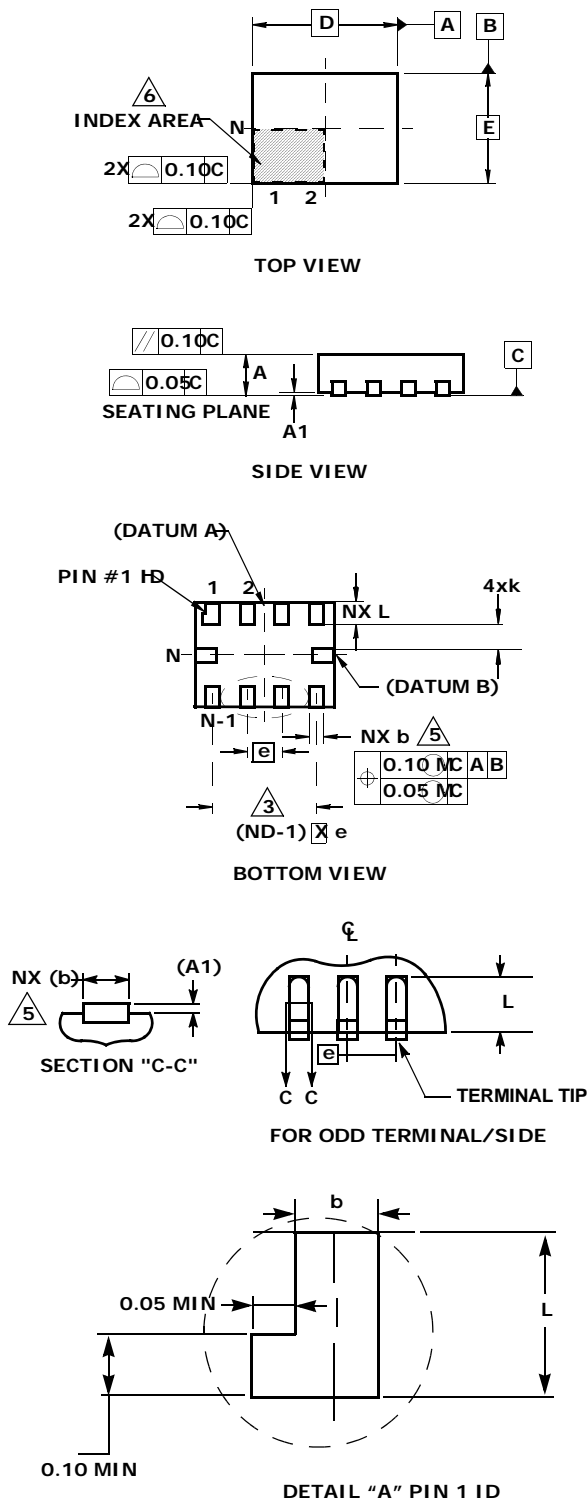 D
A
B
6
INDEX AREA
N
E
2X 0.10 C
1 2
2X 0.10 C
TOP VIEW
// 0.10 C
A
C
0.05 C
SEATING PLANE
A1
SIDE VIEW
(DATUM A)
PIN #1 ID
1 2
4xk
NX L
N
(DATUM B)
N-1
NX b 5
e
0.10 M C A B
0.05 M C
3
(ND-1) X e
BOTTOM VIEW
CL
NX (b)
(A1)
5
L
SECTION "C-C"
e
C C
TERMINAL TIP
FOR ODD TERMINAL/SIDE
b
0.05 MIN
L
0.10 MIN
DETAIL “A” PIN 1 ID